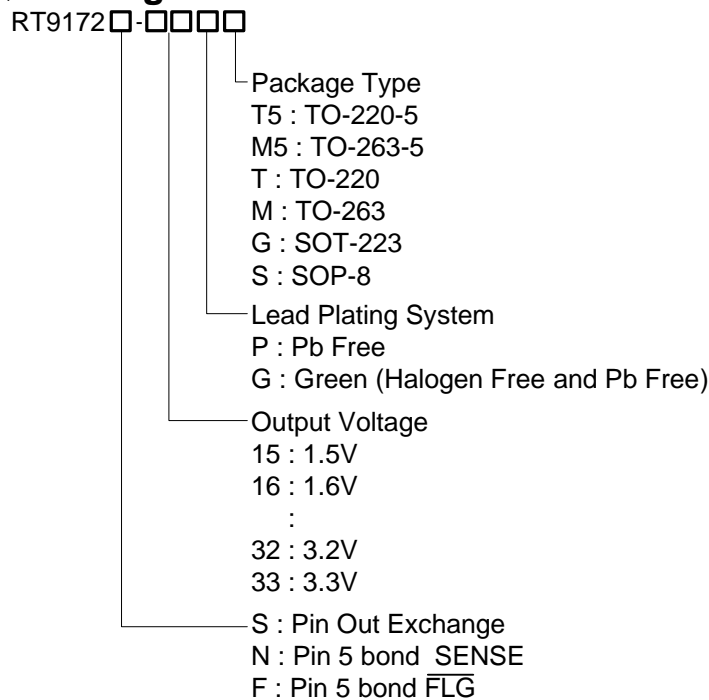 RT9172□-□□□□
Package Type
T5 : TO-220-5
M5 : TO-263-5
T : TO-220
M : TO-263
G : SOT-223
S : SOP-8
Lead Plating System
P : Pb Free
G : Green (Halogen Free and Pb Free)
Output Voltage
15 : 1.5V
16 : 1.6V
:
32 : 3.2V
33 : 3.3V
S : Pin Out Exchange
N : Pin 5 bond SENSE
F : Pin 5 bond F̅L̅G̅